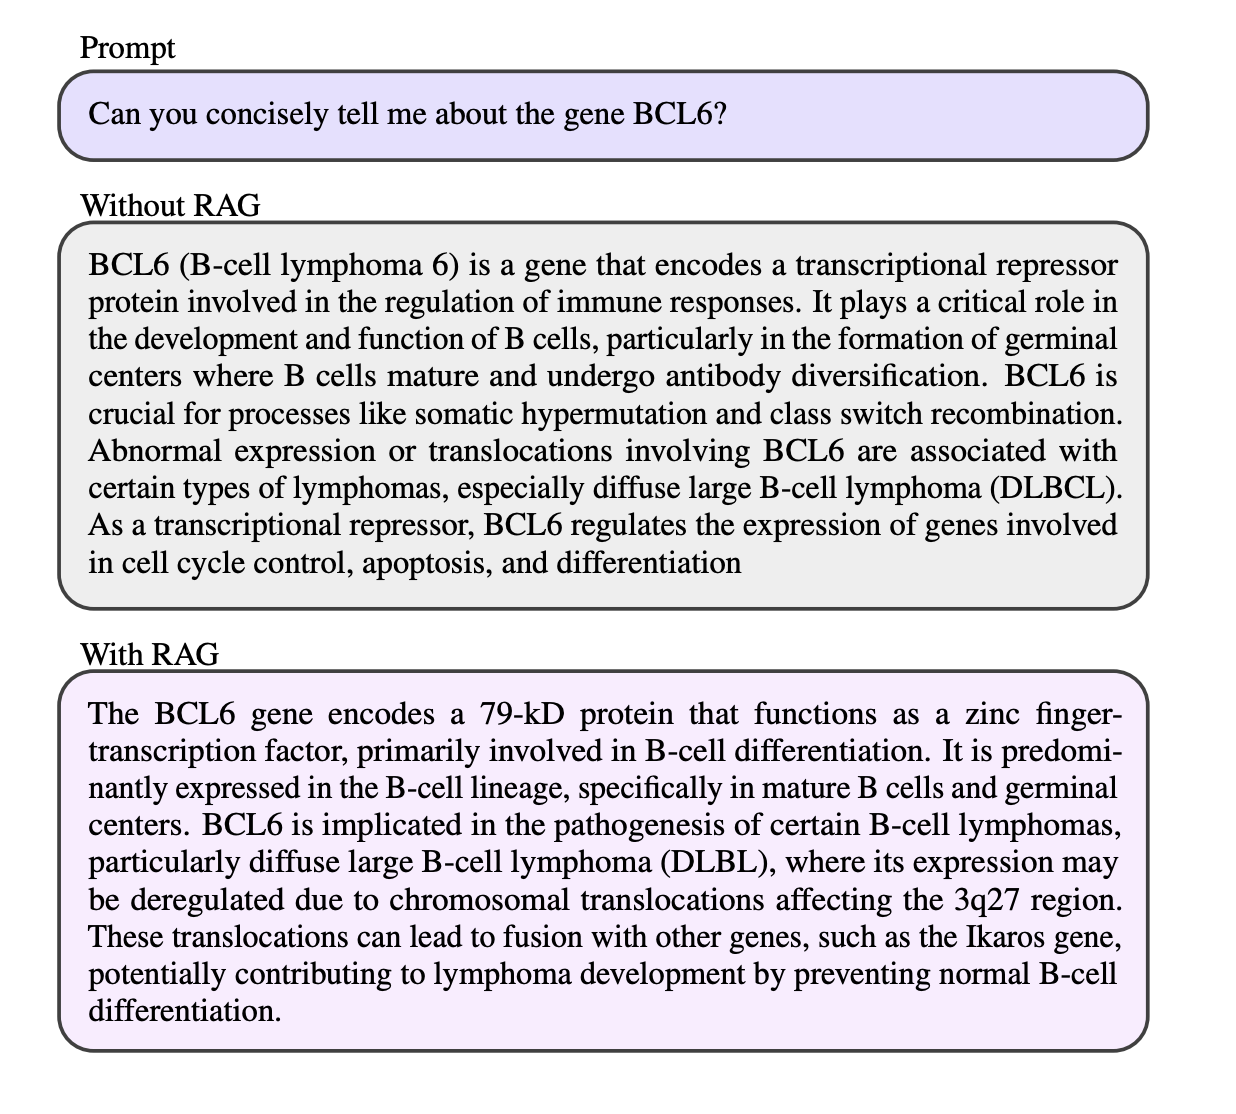 Prompt
Can you concisely tell me about the gene BCL6?
Without RAG
BCL6 (B-cell lymphoma 6) is a gene that encodes a transcriptional repressor
protein involved in the regulation of immune responses. It plays a critical role in
the development and function of B cells, particularly in the formation of germinal
centers where B cells mature and undergo antibody diversification. BCL6 is
crucial for processes like somatic hypermutation and class switch recombination.
Abnormal expression or translocations involving BCL6 are associated with
certain types of lymphomas, especially diffuse large B-cell lymphoma (DLBCL).
As a transcriptional repressor, BCL6 regulates the expression of genes involved
in cell cycle control, apoptosis, and differentiation
With RAG
The BCL6 gene encodes a 79-kD protein that functions as a zinc finger-
transcription factor, primarily involved in B-cell differentiation. It is predomi-
nantly expressed in the B-cell lineage, specifically in mature B cells and germinal
centers. BCL6 is implicated in the pathogenesis of certain B-cell lymphomas,
particularly diffuse large B-cell lymphoma (DLBL), where its expression may
be deregulated due to chromosomal translocations affecting the 3q27 region.
These translocations can lead to fusion with other genes, such as the Ikaros gene,
potentially contributing to lymphoma development by preventing normal B-cell
differentiation.